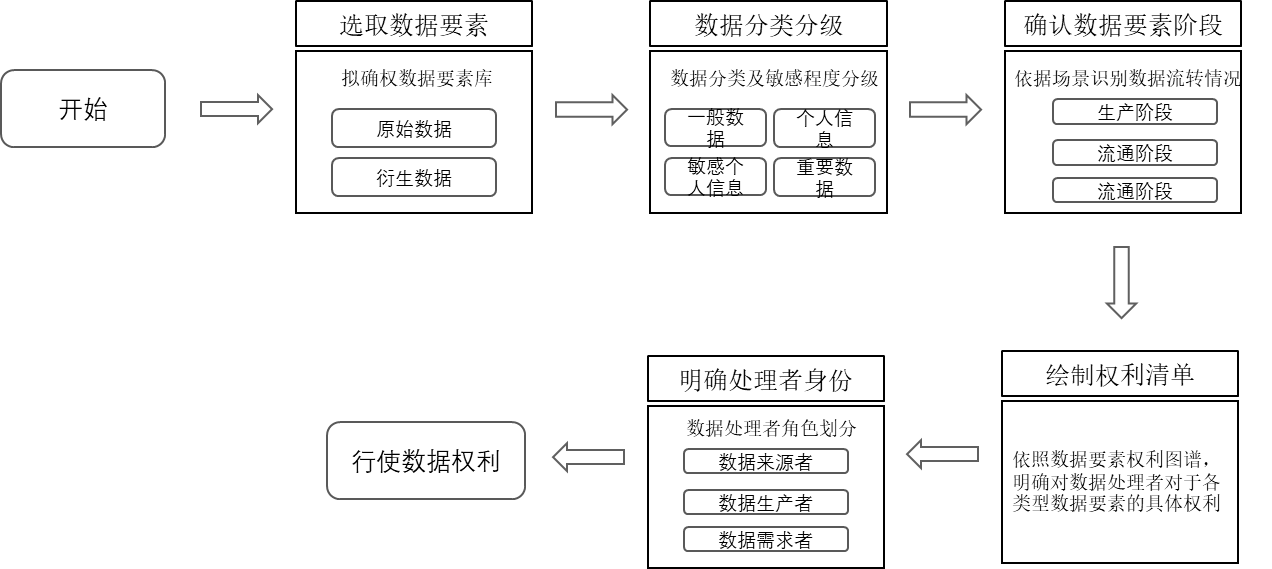 开始
选取数据要素
拟确权数据要素库
原始数据
衍生数据
数据分类分级
数据分类及敏感程度分级
一般数
据
个人信
息
敏感个
人信息
重要数
据
确认数据要素阶段
依据场景识别数据流转情况
生产阶段
流通阶段
流通阶段
绘制权利清单
依照数据要素权利图谱，
明确对数据处理者对于各
类型数据要素的具体权利
明确处理者身份
数据处理者角色划分
数据来源者
数据生产者
数据需求者
行使数据权利